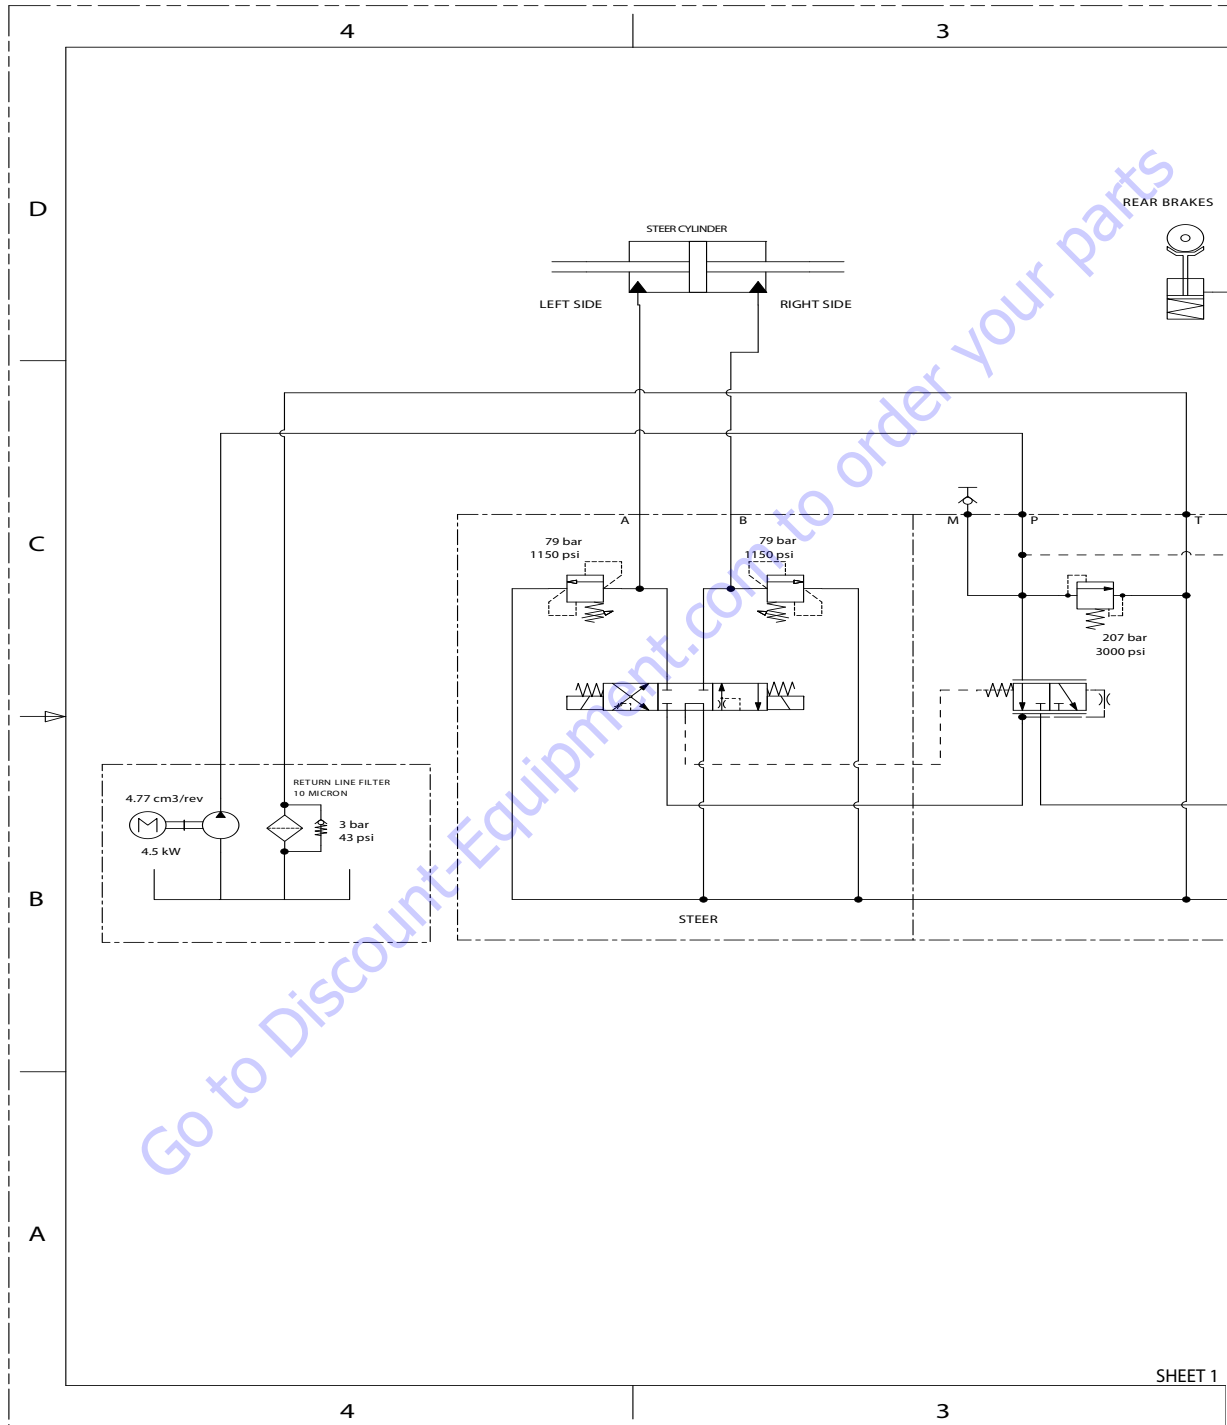 4
3
D
REAR BRAKES
STEER CYLINDER
LEFT SIDE
RIGHT SIDE
C
A
B
M
P
T
79 bar
1150 psi
79 bar
1150 psi
207 bar
3000 psi
RETURN LINE FILTER
10 MICRON
4.77 cm3/rev
M
3 bar
43 psi
4.5 kW
B
STEER
A
SHEET 1
4
3
Go to Discount-Equipment.com to order your parts